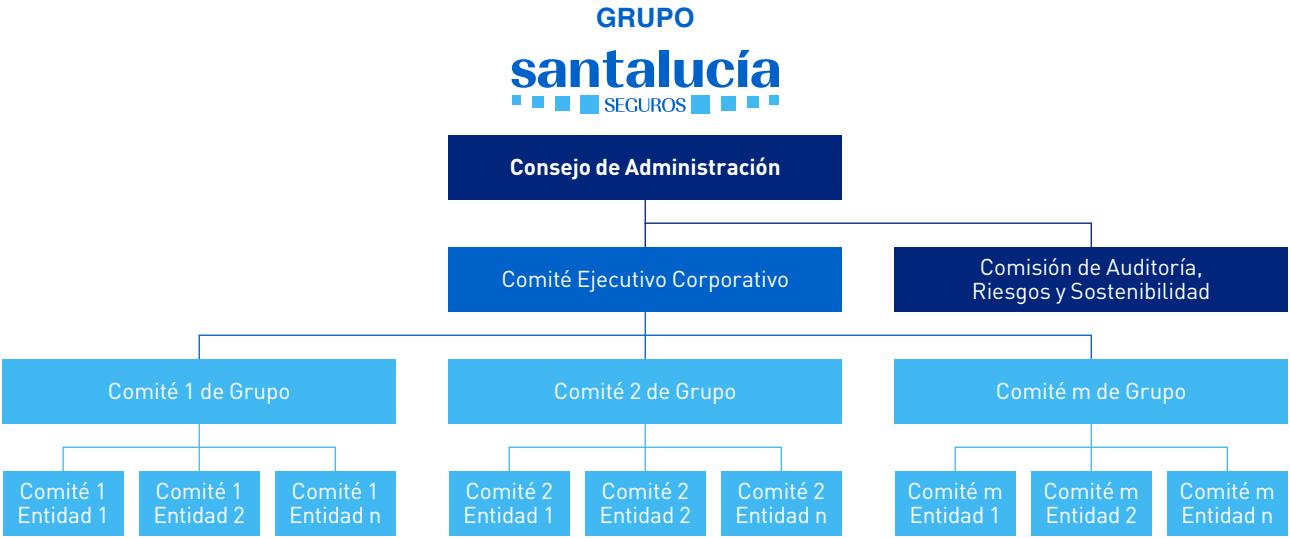 GRUPO
santalucía
SEGUROS
Consejo de Administración
Comité Ejecutivo Corporativo
Comisión de Auditoría,
Riesgos y Sostenibilidad
Comité 1 de Grupo
Comité 2 de Grupo
Comité m de Grupo
Comité 1
Entidad 1
Comité 1
Entidad 2
Comité 1
Entidad n
Comité 2
Entidad 1
Comité 2
Entidad 2
Comité 2
Entidad n
Comité m
Entidad 1
Comité m
Entidad 2
Comité m
Entidad n